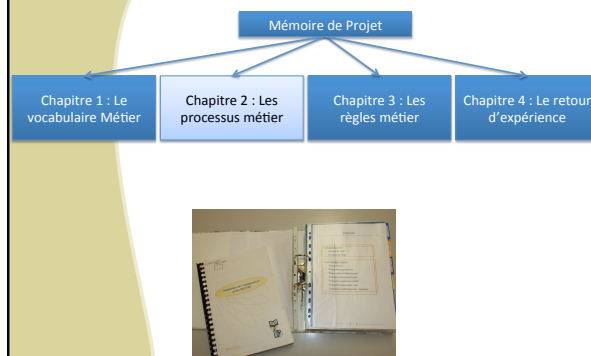 Mémoire de Projet
Chapitre 1 : Le
vocabulaire Métier
Chapitre 2 : Les
processus métier
Chapitre 3 : Les
règles métier
Chapitre 4 : Le retour
d’expérience